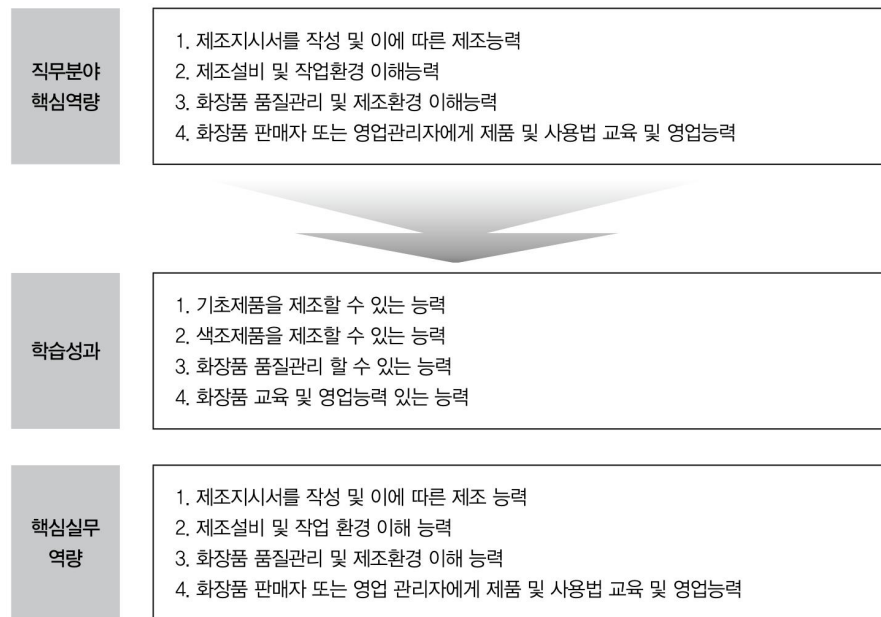 직무분야
핵심역량
1. 제조지시서를 작성 및 이에 따른 제조능력
2. 제조설비 및 작업환경 이해능력
3. 화장품 품질관리 및 제조환경 이해능력
4. 화장품 판매자 또는 영업관리자에게 제품 및 사용법 교육 및 영업능력
학습성과
1. 기초제품을 제조할 수 있는 능력
2. 색조제품을 제조할 수 있는 능력
3. 화장품 품질관리 할 수 있는 능력
4. 화장품 교육 및 영업능력 있는 능력
핵심실무
역량
1. 제조지시서를 작성 및 이에 따른 제조 능력
2. 제조설비 및 작업 환경 이해 능력
3. 화장품 품질관리 및 제조환경 이해 능력
4. 화장품 판매자 또는 영업 관리자에게 제품 및 사용법 교육 및 영업능력